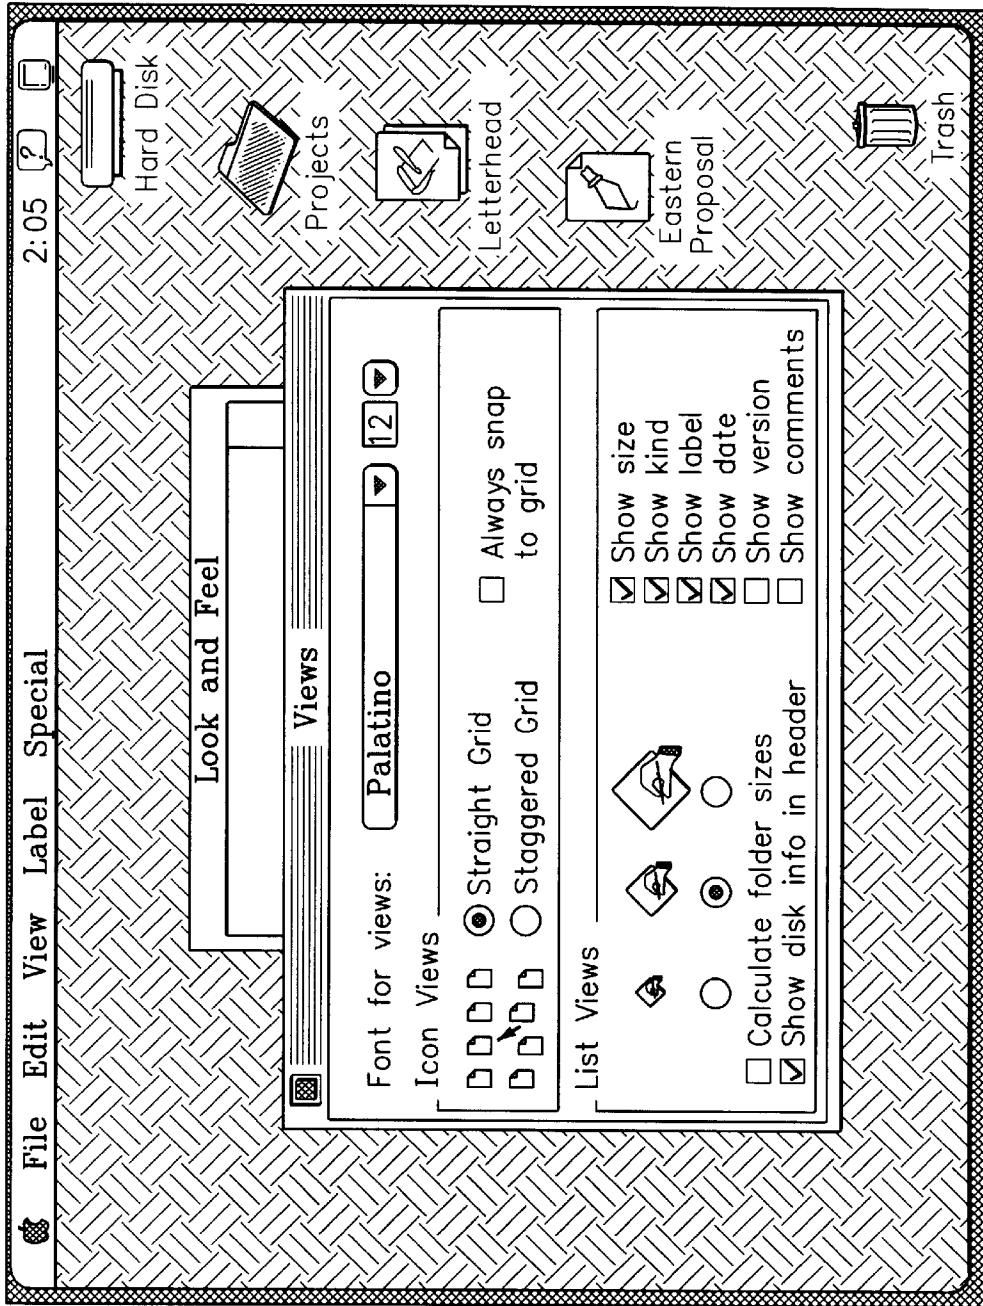 File Edit View Label Special 2:05 ?
Hard Disk
Projects
Letterhead
Eastern
Proposal
Trash
Look and Feel
Views
Font for views: Palatino 12
Icon Views
Straight Grid
Staggered Grid
Always snap
to grid
List Views
Show size
Show kind
Show label
Show date
Show version
Show comments
Calculate folder sizes
Show disk info in header